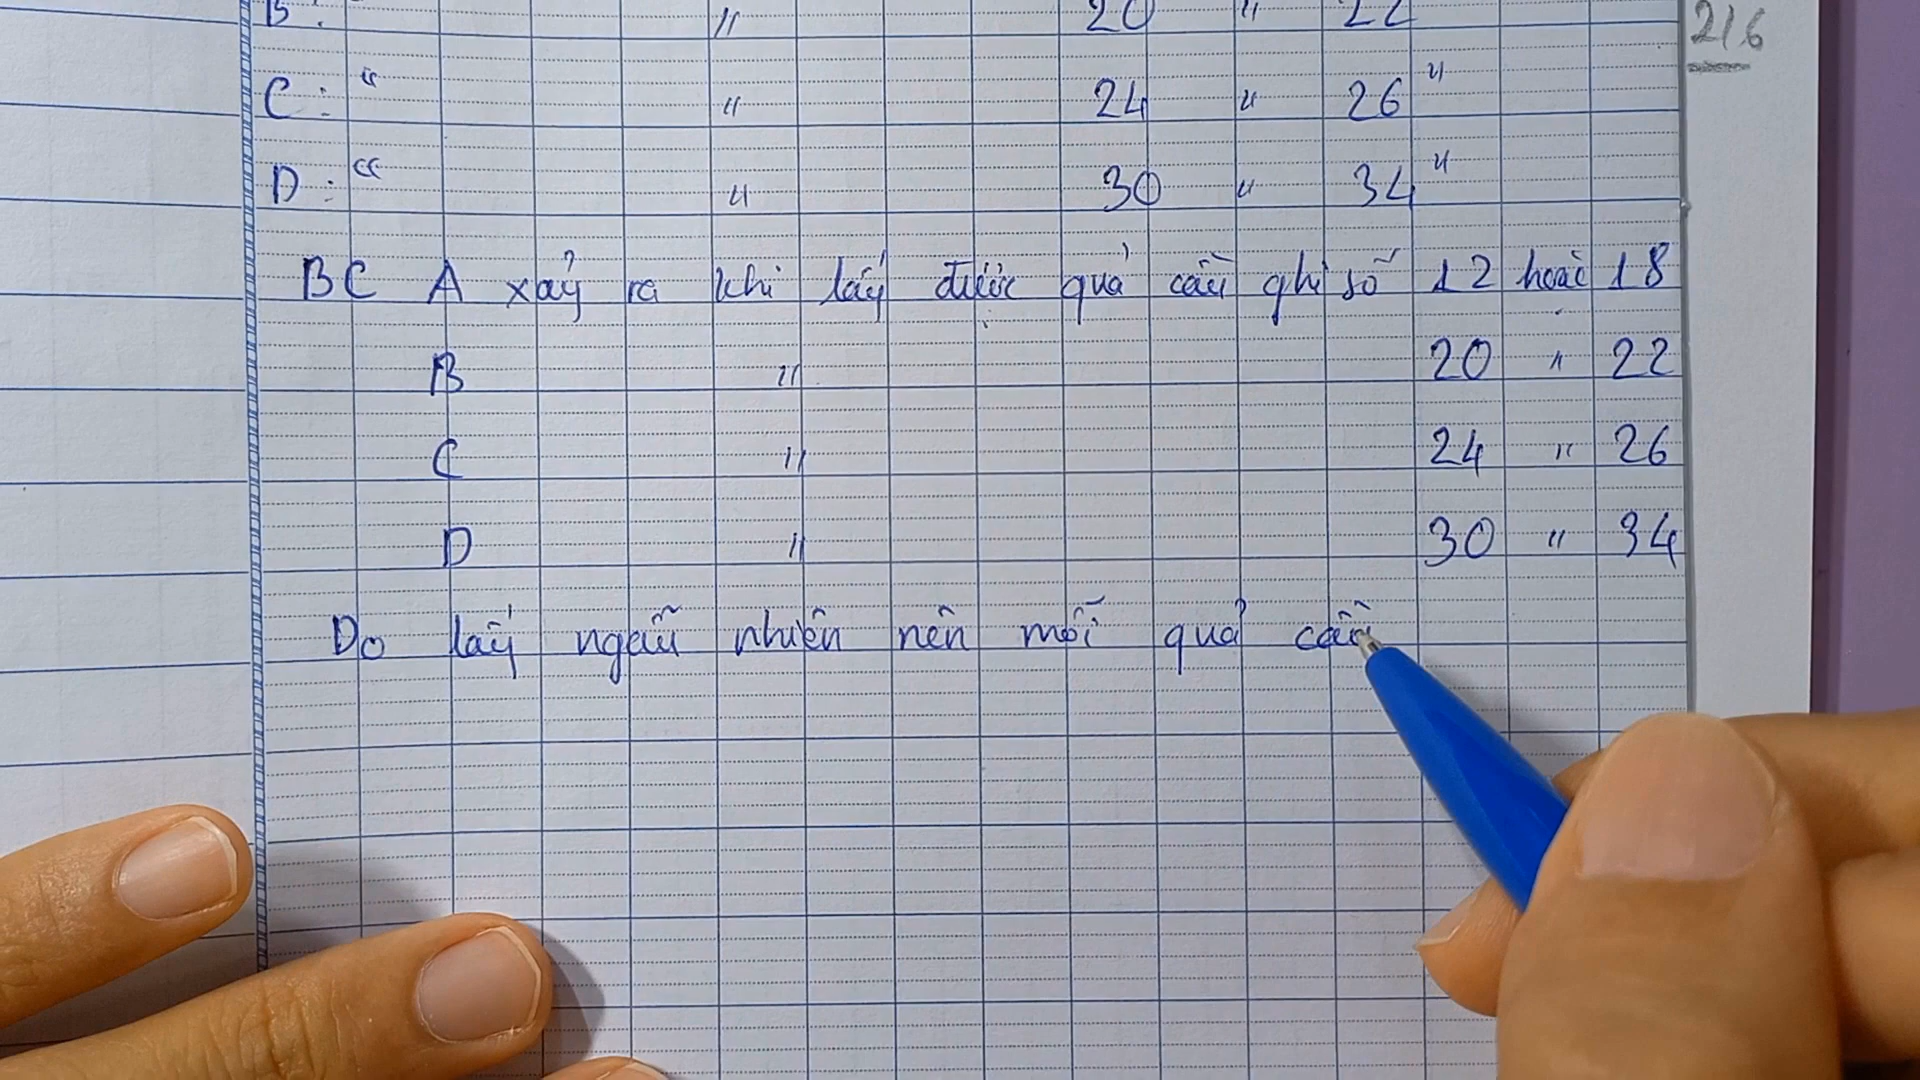 B : " 20 " 22
216
C : " " 24 " 26 "
D : " " 30 " 34 "
BC A xảy ra khi lấy được quả cầu ghi số 12 hoặc 18
B " 20 " 22
C " 24 " 26
D " 30 " 34
Do lấy ngẫu nhiên nên mỗi quả cầu